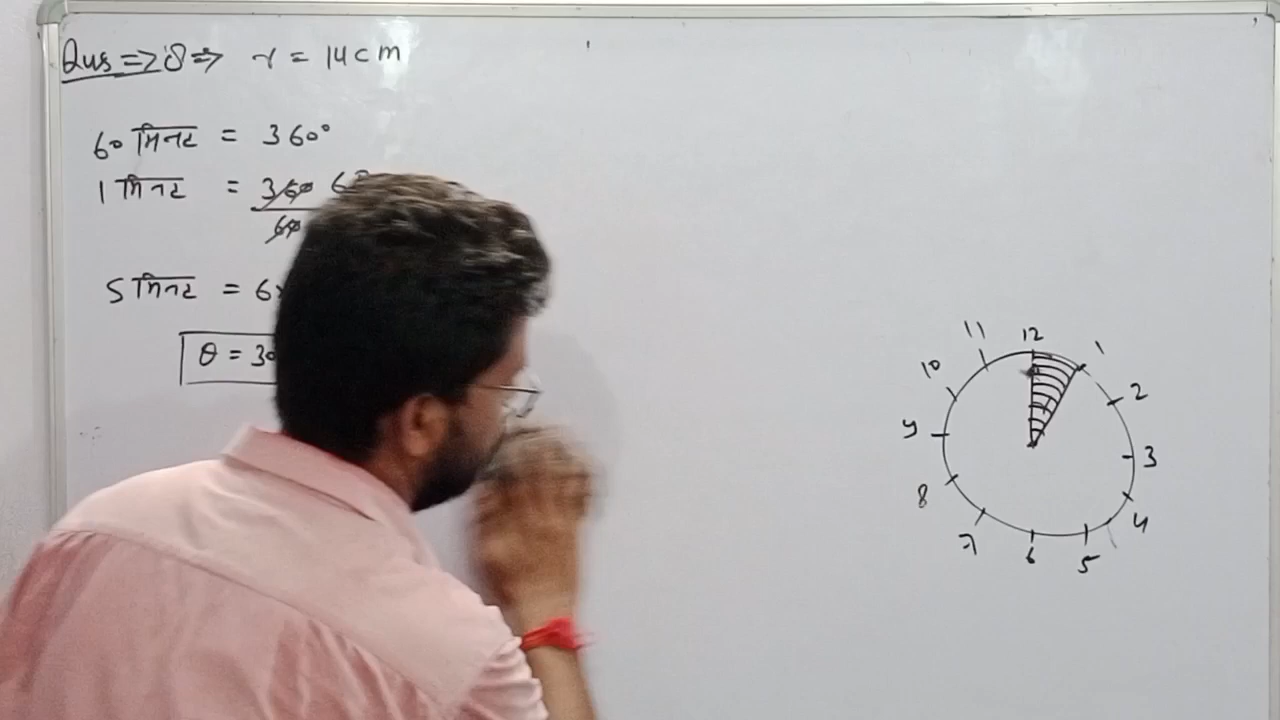 Qus => 8 => r = 14 cm
60 मिनट = 360°
1 मिनट = 360 6°
60
5 मिनट = 6×
θ = 30
11 12 1
10 2
9 3
8 4
7 6 5